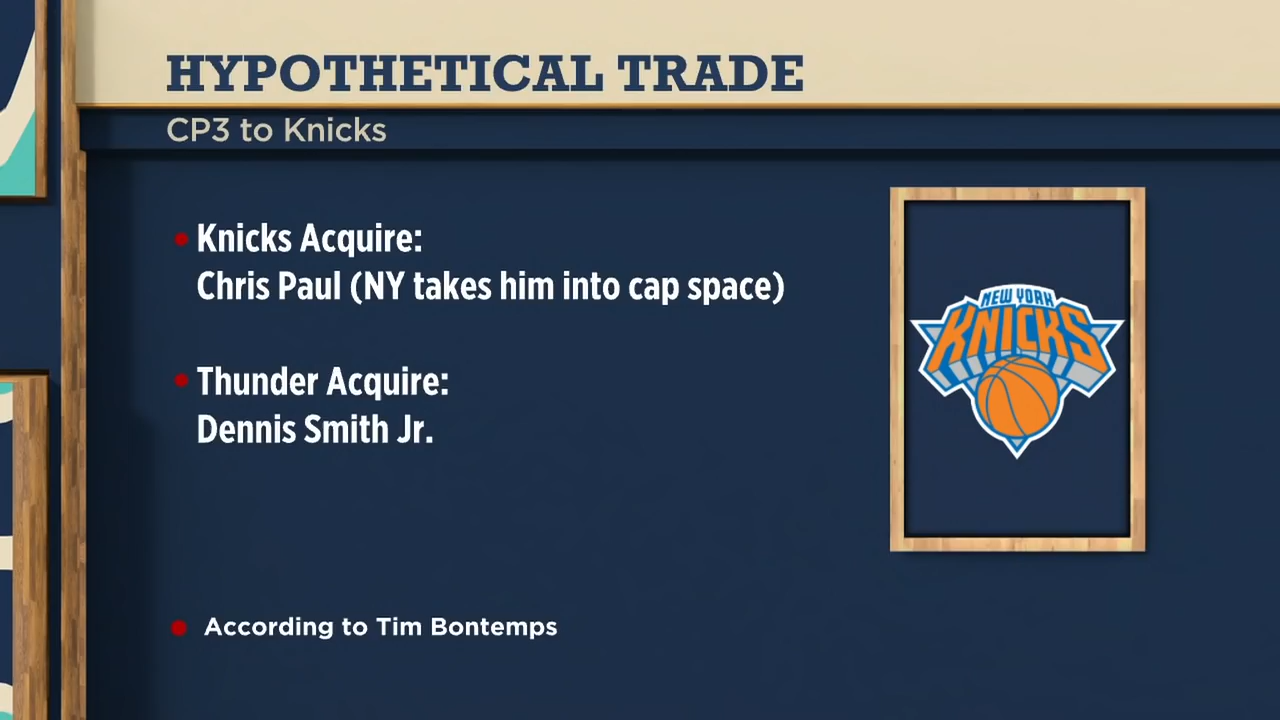 HYPOTHETICAL TRADE
CP3 to Knicks
Knicks Acquire:
Chris Paul (NY takes him into cap space)
NEW YORK
KNICKS
Thunder Acquire:
Dennis Smith Jr.
According to Tim Bontemps